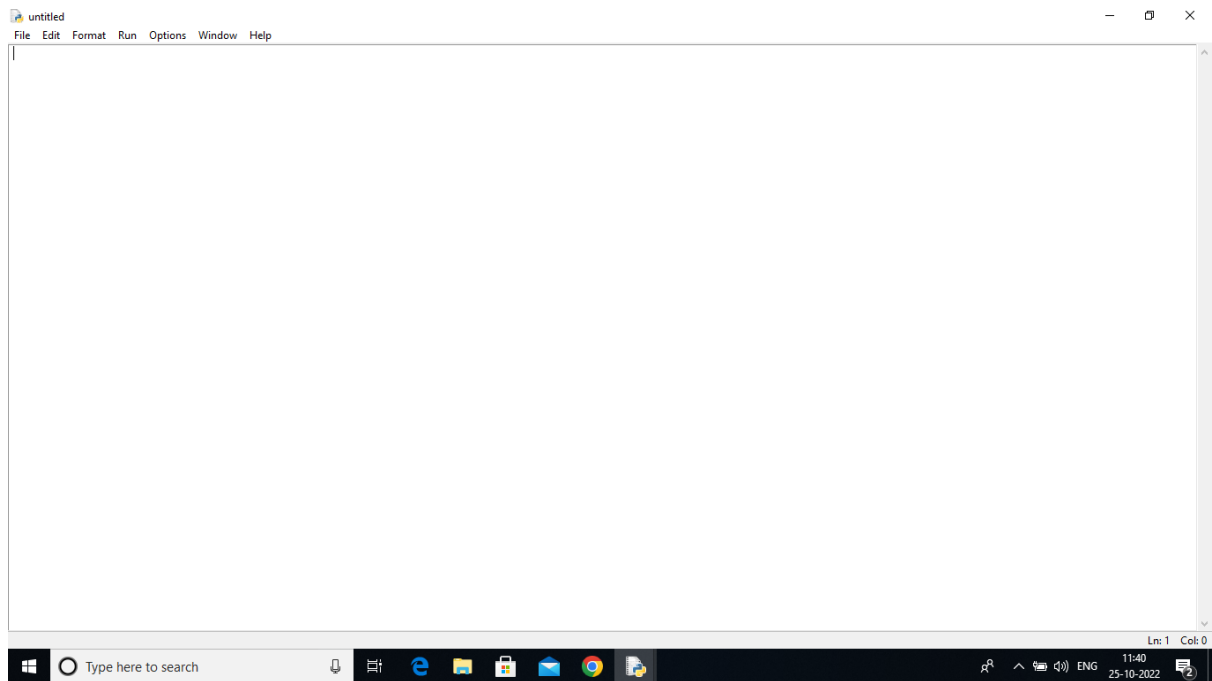 untitled
File Edit Format Run Options Window Help
Ln: 1 Col: 0
Type here to search
ENG
11:40
25-10-2022
2